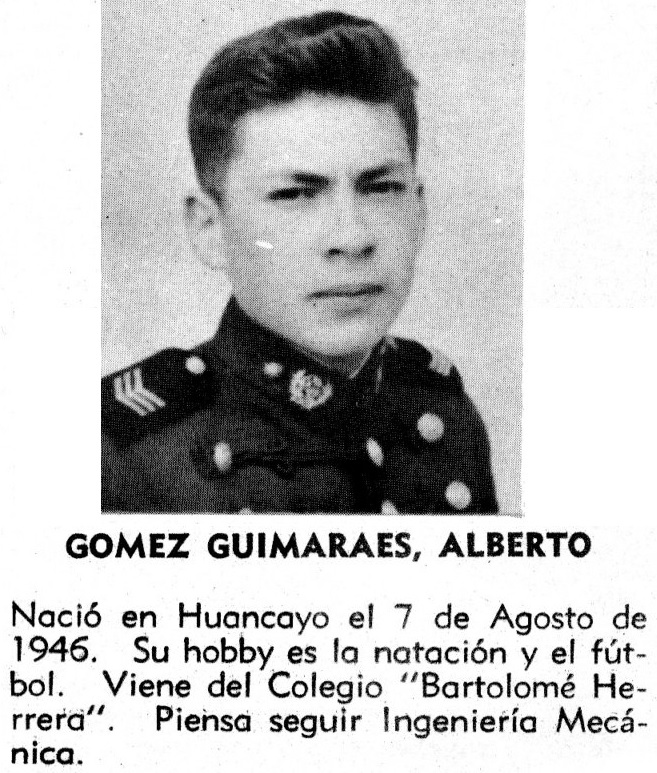 GOMEZ GUIMARAES, ALBERTO
Nació en Huancayo el 7 de Agosto de
1946. Su hobby es la natación y el fút-
bol. Viene del Colegio "Bartolomé He-
rrera". Piensa seguir Ingeniería Mecá-
nica.